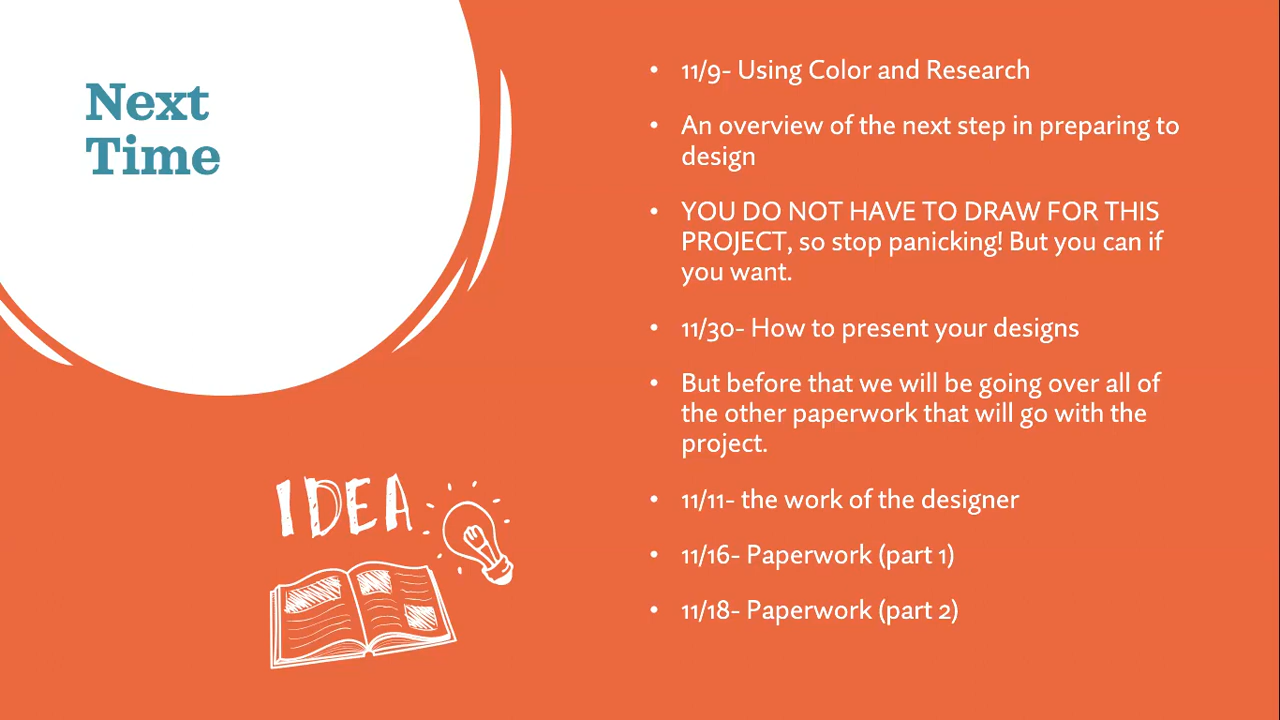 Next
Time
• 11/9- Using Color and Research
• An overview of the next step in preparing to
design
• YOU DO NOT HAVE TO DRAW FOR THIS
PROJECT, so stop panicking! But you can if
you want.
• 11/30- How to present your designs
• But before that we will be going over all of
the other paperwork that will go with the
project.
• 11/11- the work of the designer
• 11/16- Paperwork (part 1)
• 11/18- Paperwork (part 2)
IDEA